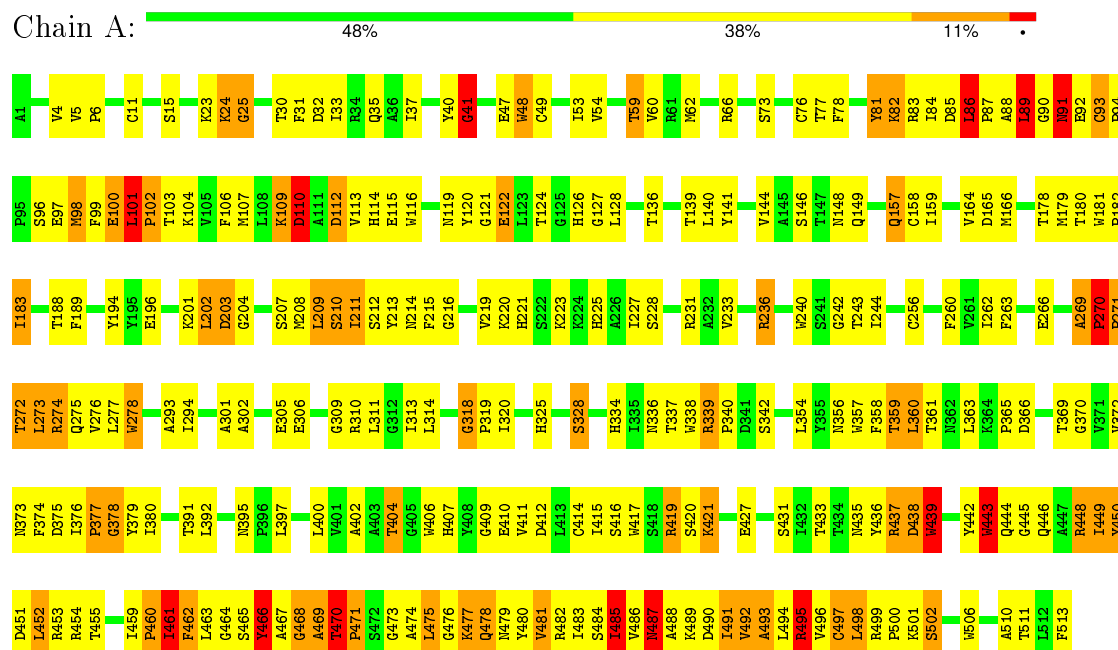 Chain A:
48% 38% 11% •
A1 V4 V5 P6 C11 S15 K23 K24 G25 T30 F31 D32 I33 R34 Q35 A36 I37 Y40 G41 E47 W48 C49 I53 V54 T59 V60 R61 M62 R66 S73 C76 T77 F78 Y81 K82 R83 I84 D85 L86 P87 A88 L89 G90 N91 E92 C93
P95 S96 E97 M98 F99 E100 L101 P102 T103 K104 V105 F106 M107 L108 K109 D110 A111 D112 V113 H114 E115 W116 N119 Y120 G121 E122 L123 T124 G125 H126 G127 L128 T136 T139 L140 Y141 V144 A145 S146 T147 N148 Q149 Q157 C158 I159 V164 D165 M166 T178 M179 T180 W181
I183 T188 F189 Y194 Y195 E196 K201 L202 D203 G204 S207 M208 L209 S210 I211 S212 Y213 N214 F215 G216 V219 K220 H221 S222 K223 K224 H225 A226 I227 S228 R231 A232 V233 R236 W240 S241 G242 T243 I244 C256 F260 V261 I262 F263 E266 A269 P270
T272 L273 R274 Q275 V276 L277 W278 A293 I294 A301 A302 E305 E306 G309 R310 L311 G312 I313 L314 G318 P319 I320 H325 S328 H334 I335 N336 T337 W338 R339 P340 D341 S342 L354 Y355 N356 W357 F358 T359 L360 T361 N362 L363 K364 P365 D366 T369 G370 V371
N373 F374 D375 I376 P377 G378 Y379 I380 T391 L392 N395 P396 L397 L400 V401 A402 A403 T404 G405 W406 H407 Y408 G409 E410 V411 D412 L413 C414 I415 S416 W417 S418 R419 S420 K421 E427 S431 I432 T433 T434 N435 Y436 R437 D438 W439 Y442 W443 Q444 G445 Q446 A447 R448 I449
D451 L452 R453 R454 T455 I459 P460 I461 F462 L463 G464 S465 Y466 A467 G468 A469 T470 P471 S472 G473 A474 L475 G476 K477 Q478 N479 Y480 V481 R482 I483 S484 I485 V486 N487 A488 K489 D490 I491 V492 A493 L494 R495 V496 C497 L498 R499 P500 K501 S502 W506 A510 T511 L512 F513